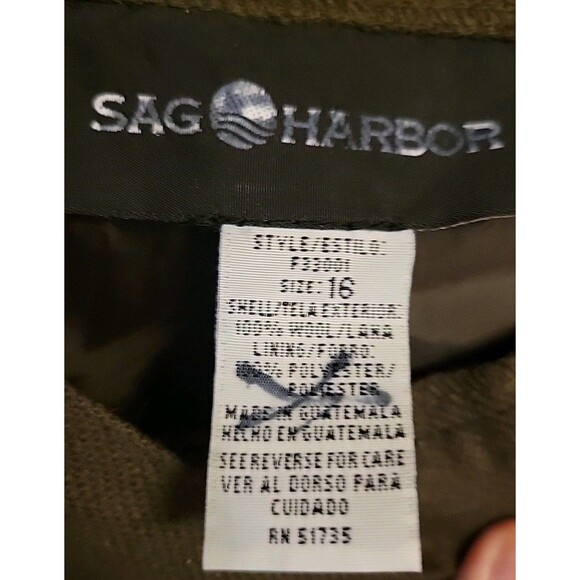 SAG HARBOR
STYLE/ESTILO:
F33001
SIZE: 16
SHELL/TELA EXTERIOR:
100% WOOL/LANA
LINING/FORRO:
100% POLYESTER/
POLIESTER
MADE IN GUATEMALA
HECHO EN GUATEMALA
SEE REVERSE FOR CARE
VER AL DORSO PARA
CUIDADO
RN 51735